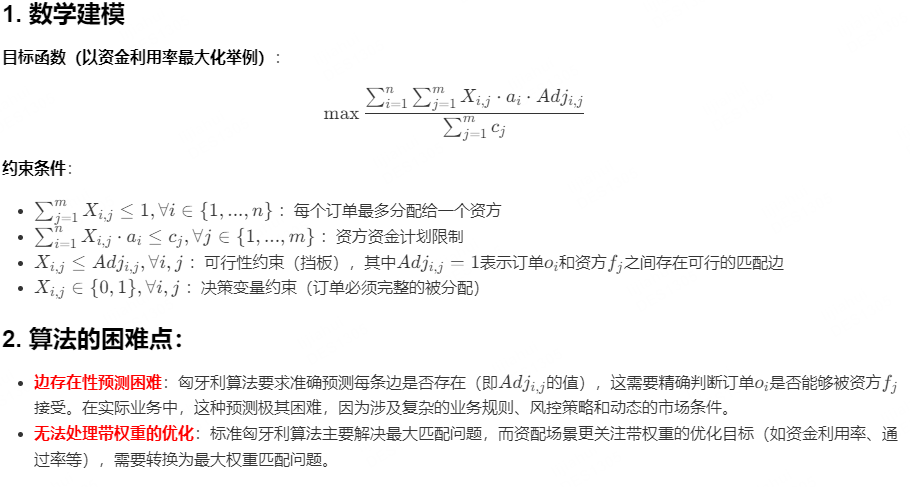 1. 数学建模
目标函数（以资金利用率最大化举例）：
$$\max \frac{\sum_{i=1}^{n} \sum_{j=1}^{m} X_{i,j} \cdot a_i \cdot Adj_{i,j}}{\sum_{j=1}^{m} c_j}$$
约束条件：
• $\sum_{j=1}^{m} X_{i,j} \leq 1, \forall i \in \{1, ..., n\}$：每个订单最多分配给一个资方
• $\sum_{i=1}^{n} X_{i,j} \cdot a_i \leq c_j, \forall j \in \{1, ..., m\}$：资方资金计划限制
• $X_{i,j} \leq Adj_{i,j}, \forall i, j$：可行性约束（挡板），其中$Adj_{i,j} = 1$表示订单$o_i$和资方$f_j$之间存在可行的匹配边
• $X_{i,j} \in \{0, 1\}, \forall i, j$：决策变量约束（订单必须完整的被分配）
2. 算法的困难点：
• 边存在性预测困难：匈牙利算法要求准确预测每条边是否存在（即$Adj_{i,j}$的值），这需要精确判断订单$o_i$是否能够被资方$f_j$
接受。在实际业务中，这种预测极其困难，因为涉及复杂的业务规则、风控策略和动态的市场条件。
• 无法处理带权重的优化：标准匈牙利算法主要解决最大匹配问题，而资配场景更关注带权重的优化目标（如资金利用率、通
过率等），需要转换为最大权重匹配问题。